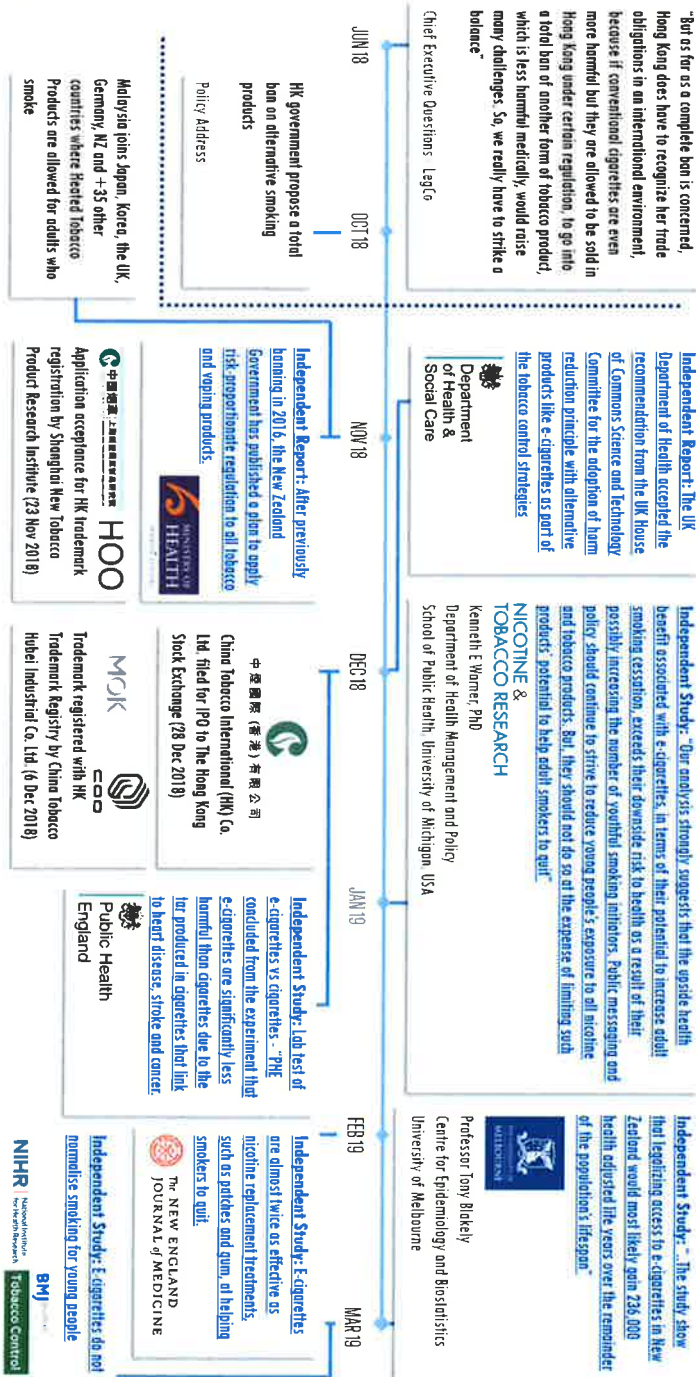 "But as far as a complete ban is concerned,
Hong Kong does have to recognize her trade
obligations in an international environment,
because if conventional cigarettes are even
more harmful but they are allowed to be sold in
Hong Kong under certain regulation, to go into
a total ban of another form of tobacco product,
which is less harmful medically, would raise
many challenges. So, we really have to strike a
balance"
Chief Executive Questions - LegCo
Independent Report: The UK
Department of Health accepted the
recommendation from the UK House
of Commons Science and Technology
Committee for the adoption of harm
reduction principle with alternative
products like e-cigarettes as part of
the tobacco control strategies
Department
of Health &
Social Care
Independent Study: "Our analysis strongly suggests that the upside health
benefit associated with e-cigarettes, in terms of their potential to increase adult
smoking cessation, exceeds their downside risk to health as a result of their
possibly increasing the number of youthful smoking initiators. Public messaging and
policy should continue to strive to reduce young people's exposure to all nicotine
and tobacco products. But, they should not do so at the expense of limiting such
products' potential to help adult smokers to quit"
NICOTINE &
TOBACCO RESEARCH
Kenneth E Warner, PhD
Department of Health Management and Policy
School of Public Health, University of Michigan, USA
Independent Study: "..The study show
that legalizing access to e-cigarettes in New
Zealand would most likely gain 236,000
health adjusted life years over the remainder
of the population's lifespan"
MELBOURNE
Professor Tony Blakely
Centre for Epidemiology and Biostatistics
University of Melbourne
JUN 18
OCT 18
NOV 18
DEC 18
JAN 19
FEB 19
MAR 19
HK government propose a total
ban on alternative smoking
products
Policy Address
Malaysia joins Japan, Korea, the UK,
Germany, NZ and +35 other
countries where Heated Tobacco
Products are allowed for adults who
smoke
Independent Report: After previously
banning in 2016, the New Zealand
Government has published a plan to apply
risk-proportionate regulation to all tobacco
and vaping products.
MINISTRY OF
HEALTH
HOO
Application acceptance for HK trademark
registration by Shanghai New Tobacco
Product Research Institute (23 Nov 2018)
中煙國際(香港)有限公司
China Tobacco International (HK) Co.
Ltd. filed for IPO to The Hong Kong
Stock Exchange (28 Dec 2018)
MOK
COO
Trademark registered with HK
Trademark Registry by China Tobacco
Hubei Industrial Co. Ltd. (6 Dec 2018)
Independent Study: Lab test of
e-cigarettes vs cigarettes - "PHE
concluded from the experiment that
e-cigarettes are significantly less
harmful than cigarettes due to the
tar produced in cigarettes that link
to heart disease, stroke and cancer.
Public Health
England
Independent Study: E-cigarettes
are almost twice as effective as
nicotine replacement treatments,
such as patches and gum, at helping
smokers to quit.
The NEW ENGLAND
JOURNAL of MEDICINE
Independent Study: E-cigarettes do not
normalise smoking for young people
NIHR National Institute
for Health Research
BMJ
Tobacco Control